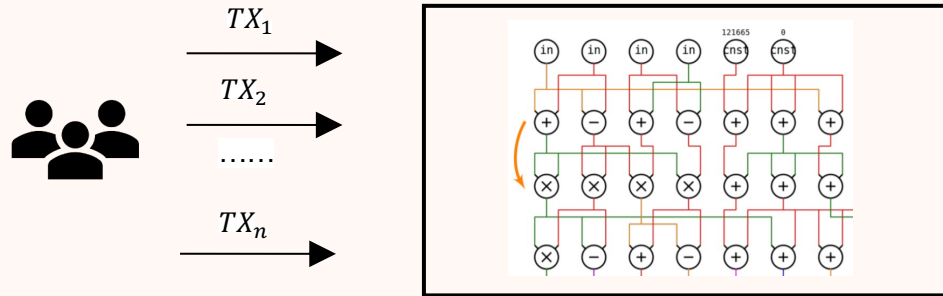 TX₁
TX₂
......
TXₙ
121665 0
in in in in cnst cnst
+ − + − + + +
× × × × + + +
× − + − + + +